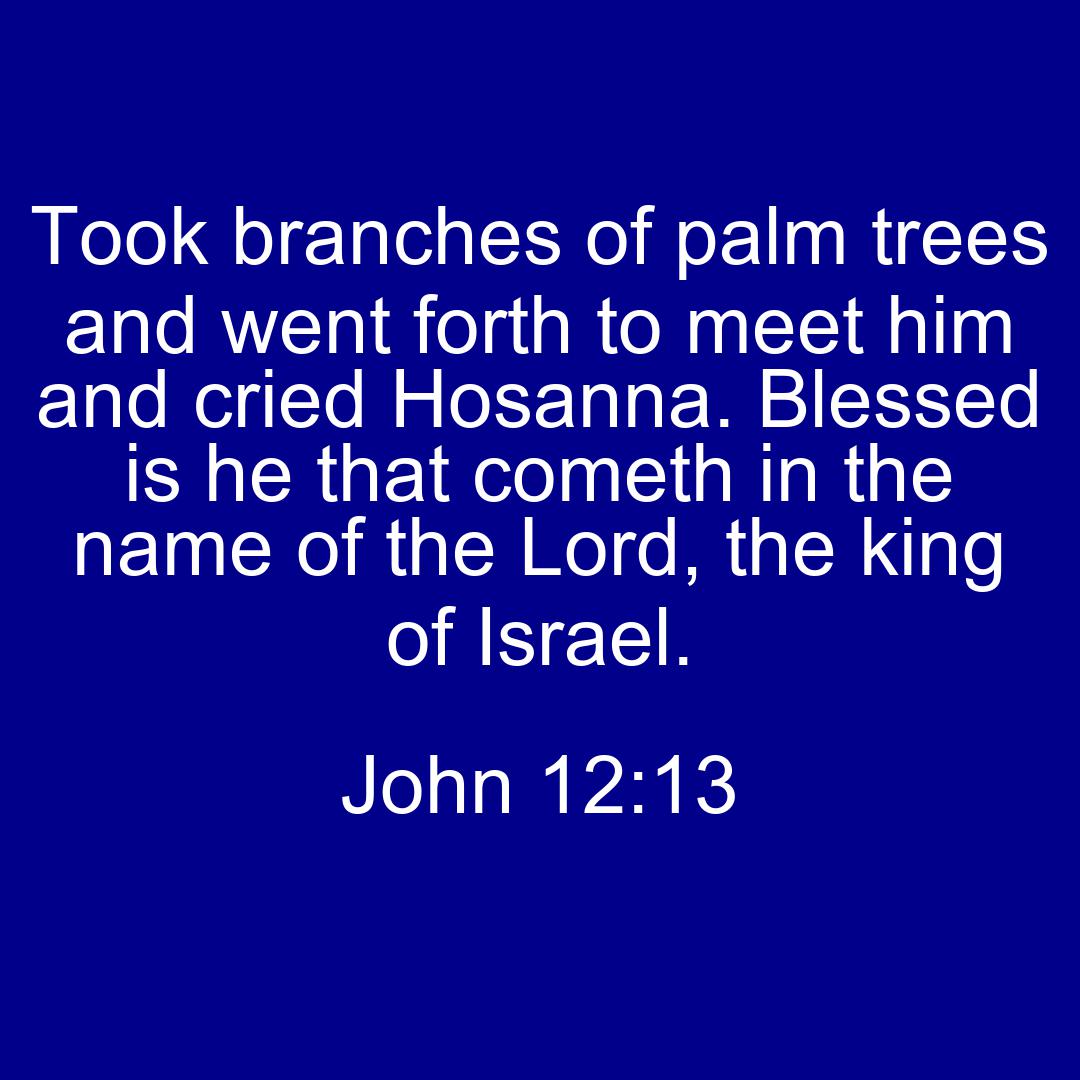 Took branches of palm trees
and went forth to meet him
and cried Hosanna. Blessed
is he that cometh in the
name of the Lord, the king
of Israel.
John 12:13